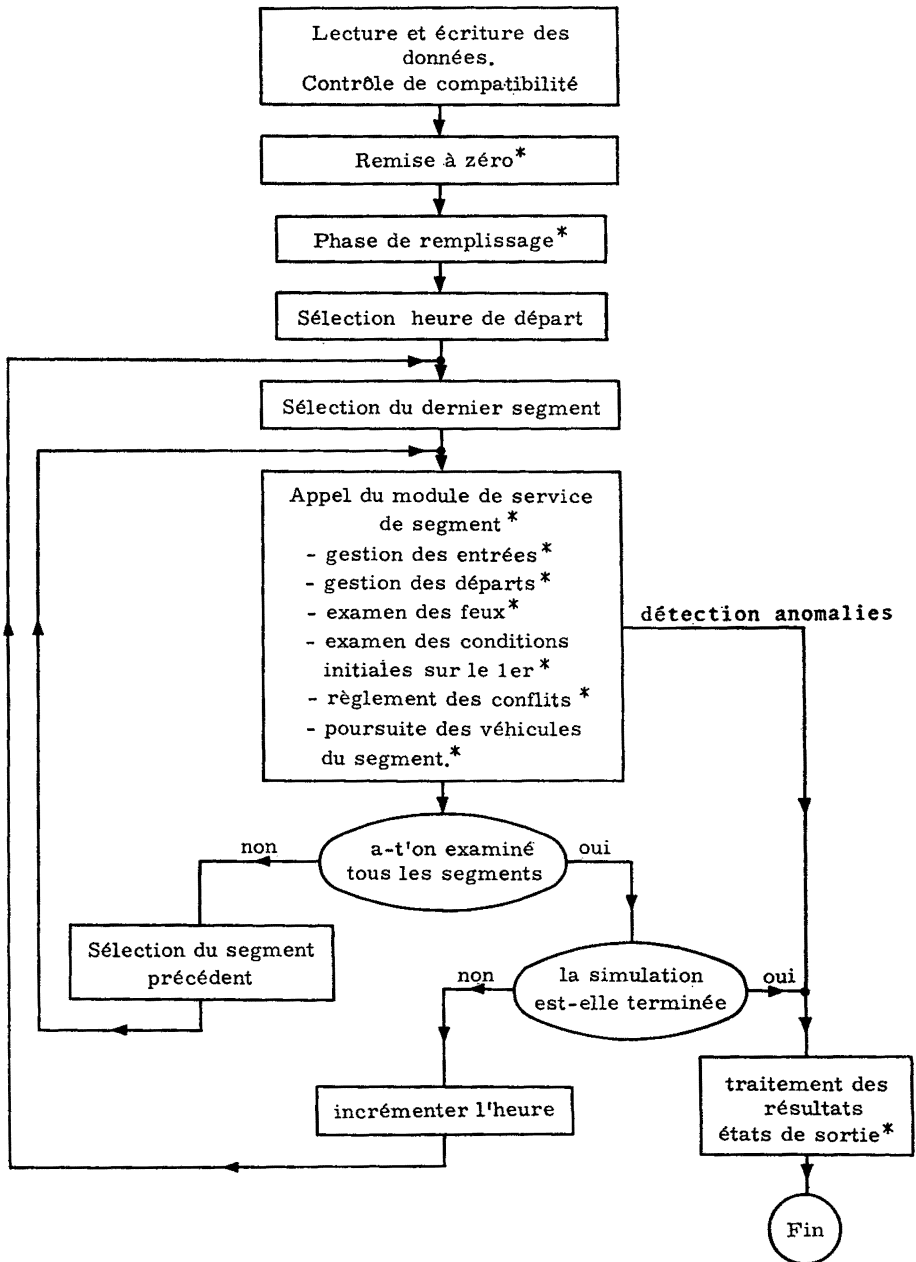 Lecture et écriture des
données.
Contrôle de compatibilité
Remise à zéro*
Phase de remplissage*
Sélection heure de départ
Sélection du dernier segment
Appel du module de service
de segment*
- gestion des entrées*
- gestion des départs*
- examen des feux*
- examen des conditions
initiales sur le 1er*
- règlement des conflits*
- poursuite des véhicules
du segment.*
détection anomalies
non
a-t'on examiné
tous les segments
oui
Sélection du segment
précédent
non
la simulation
est-elle terminée
oui
incrémenter l'heure
traitement des
résultats
états de sortie*
Fin